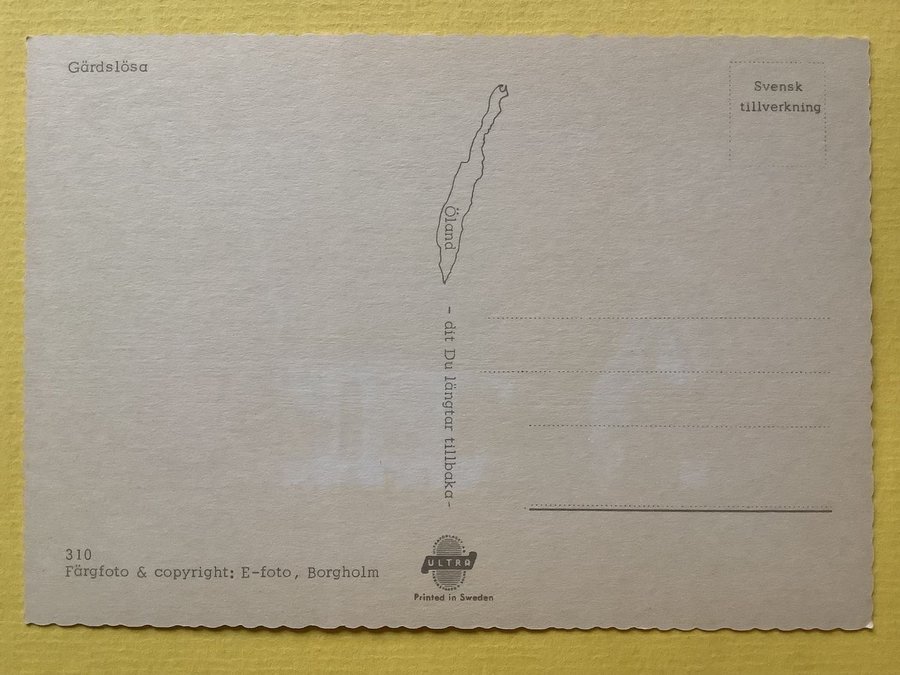 Gärdslösa
Svensk
tillverkning
Öland
- dit Du längtar tillbaka-
310
Färgfoto & copyright: E-foto, Borgholm
ULTRA
Printed in Sweden